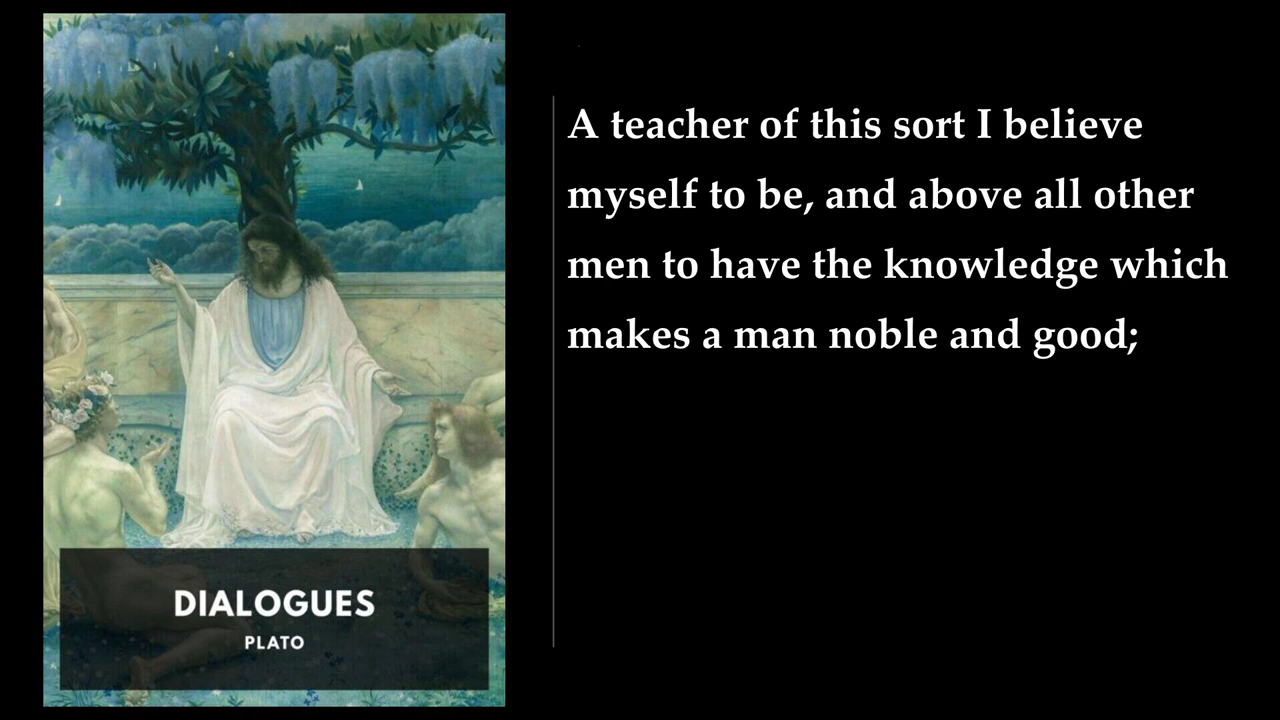 DIALOGUES
PLATO
A teacher of this sort I believe
myself to be, and above all other
men to have the knowledge which
makes a man noble and good;